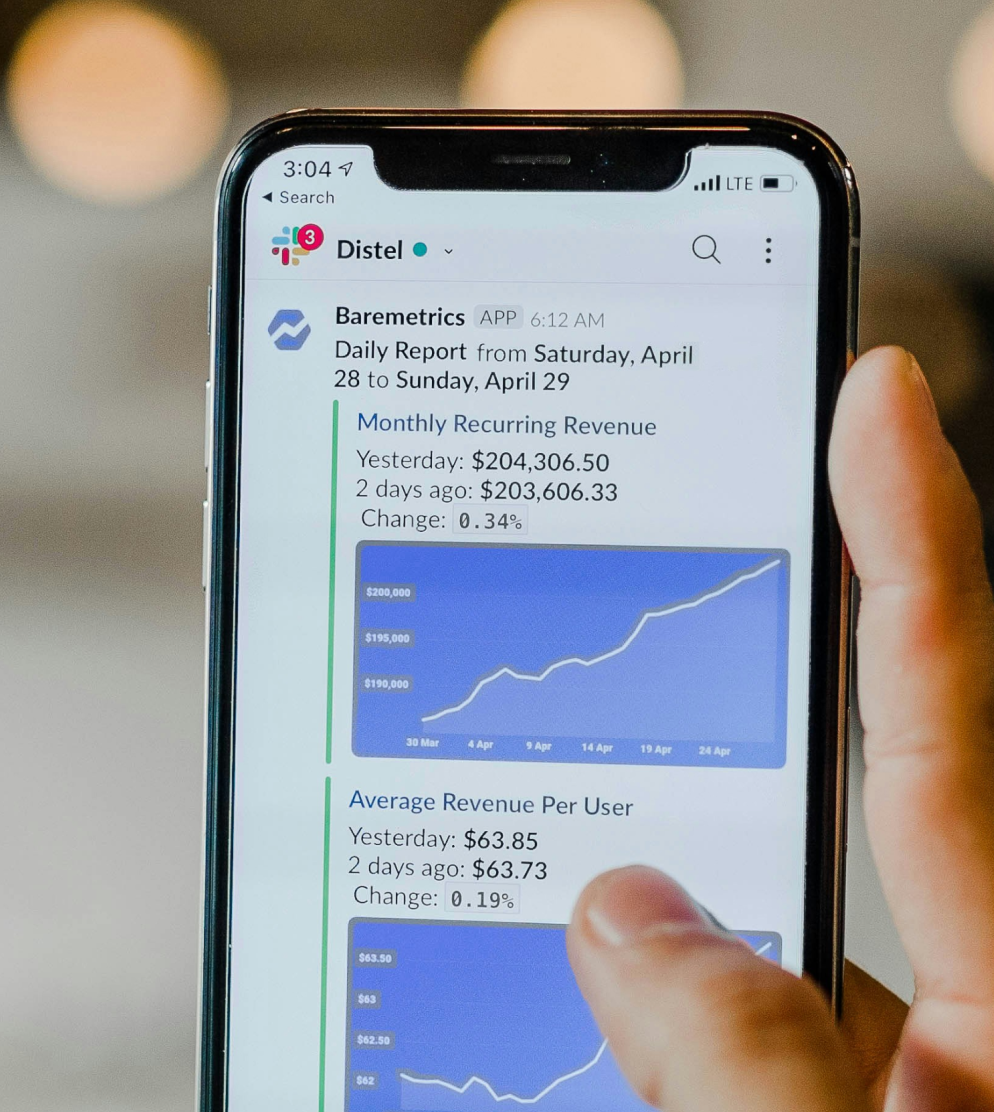 3:04
LTE
◀ Search
3
Distel
Baremetrics APP 6:12 AM
Daily Report from Saturday, April
28 to Sunday, April 29
Monthly Recurring Revenue
Yesterday: $204,306.50
2 days ago: $203,606.33
Change: 0.34%
$200,000
$195,000
$190,000
30 Mar 4 Apr 9 Apr 14 Apr 19 Apr 24 Apr
Average Revenue Per User
Yesterday: $63.85
2 days ago: $63.73
Change: 0.19%
$63.50
$63
$62.50
$62